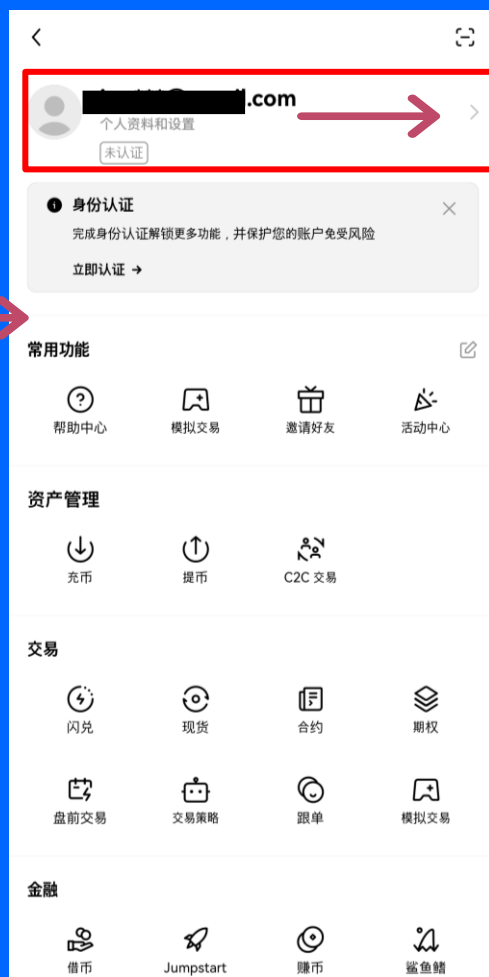 .com
个人资料和设置
未认证
身份认证
完成身份认证解锁更多功能，并保护您的账户免受风险
立即认证 →
常用功能
帮助中心 模拟交易 邀请好友 活动中心
资产管理
充币 提币 C2C 交易
交易
闪兑 现货 合约 期权
盘前交易 交易策略 跟单 模拟交易
金融
借币 Jumpstart 赚币 鲨鱼鳍